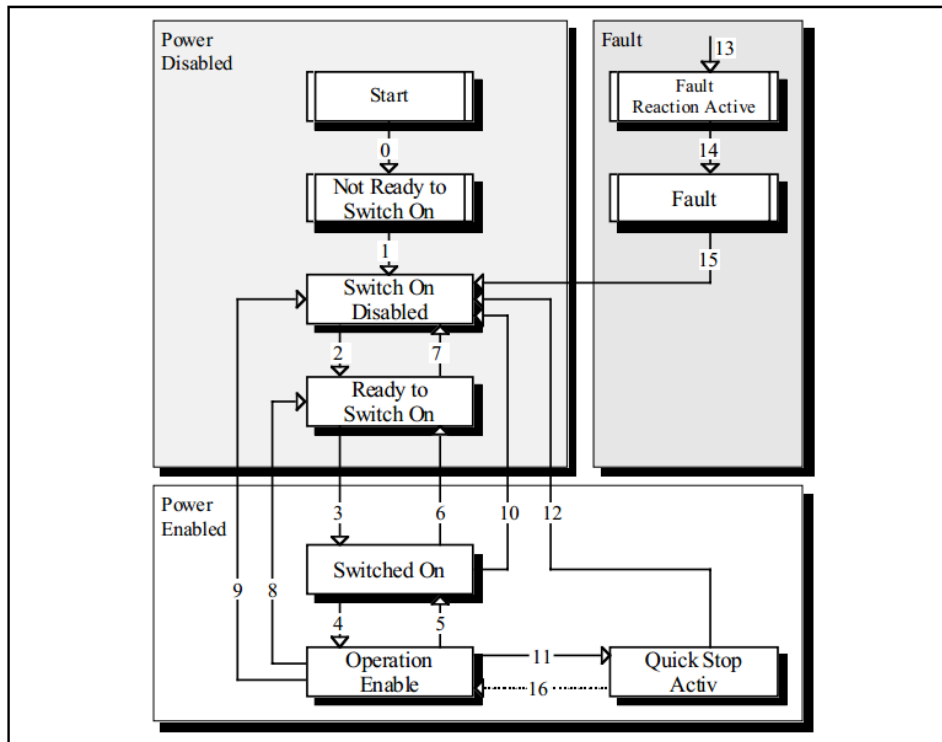 Power
Disabled
Start
0
Not Ready to
Switch On
1
Switch On
Disabled
2
7
Ready to
Switch On
Fault
13
Fault
Reaction Active
14
Fault
15
Power
Enabled
3
6
10
12
Switched On
9
8
4
5
Operation
Enable
11
16
Quick Stop
Activ